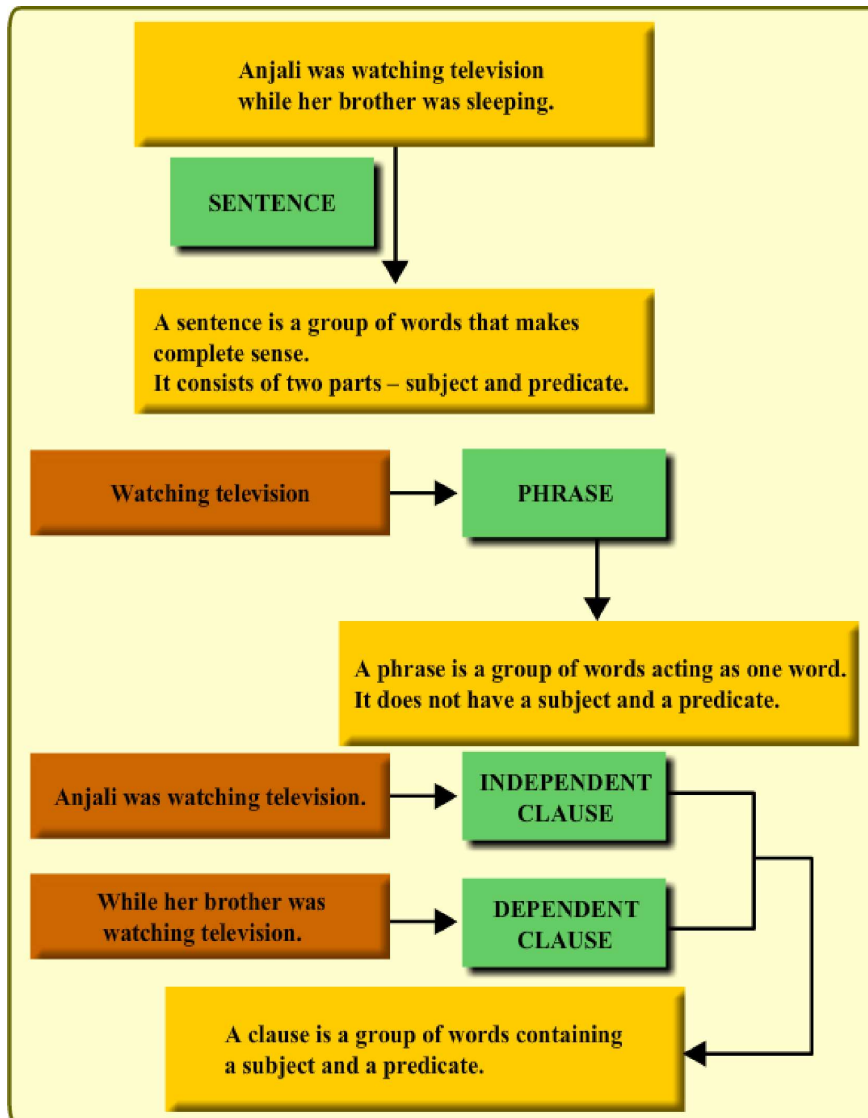 Anjali was watching television
while her brother was sleeping.
SENTENCE
A sentence is a group of words that makes
complete sense.
It consists of two parts – subject and predicate.
Watching television
PHRASE
A phrase is a group of words acting as one word.
It does not have a subject and a predicate.
Anjali was watching television.
INDEPENDENT
CLAUSE
While her brother was
watching television.
DEPENDENT
CLAUSE
A clause is a group of words containing
a subject and a predicate.